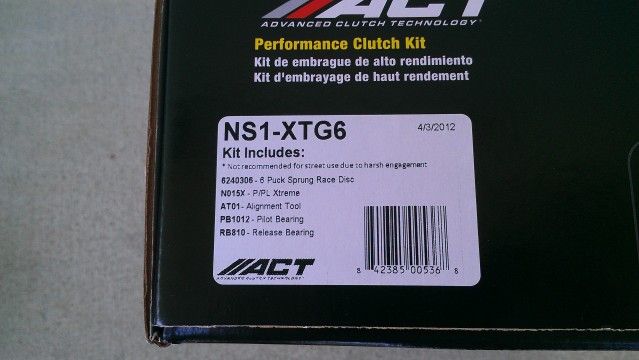 ACT
ADVANCED CLUTCH TECHNOLOGY®
Performance Clutch Kit
Kit de embrague de alto rendimiento
Kit d'embrayage de haut rendement
NS1-XTG6 4/3/2012
Kit Includes:
* Not recommended for street use due to harsh engagement
6240306 - 6 Puck Sprung Race Disc
N015X - P/PL Xtreme
AT01 - Alignment Tool
PB1012 - Pilot Bearing
RB810 - Release Bearing
ACT
ADVANCED CLUTCH TECHNOLOGY®
8 42385 00536 8